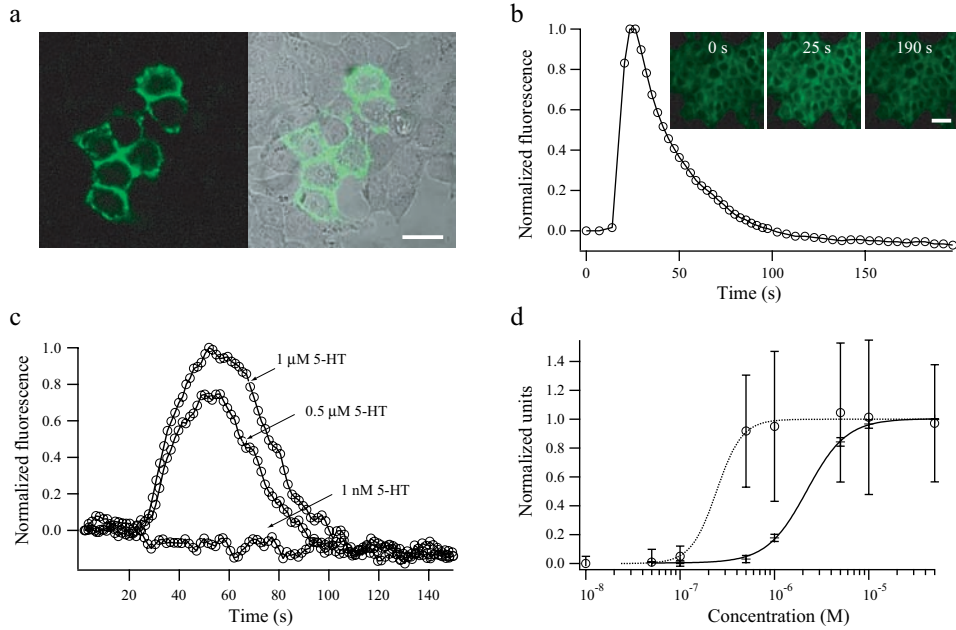 a
b
0 s
25 s
190 s
Normalized fluorescence
1.0
0.8
0.6
0.4
0.2
0.0
0
50
100
150
Time (s)
c
Normalized fluorescence
1.0
0.8
0.6
0.4
0.2
0.0
1 μM 5-HT
0.5 μM 5-HT
1 nM 5-HT
20
40
60
80
100
120
140
Time (s)
d
Normalized units
1.4
1.2
1.0
0.8
0.6
0.4
0.2
0.0
10⁻⁸
10⁻⁷
10⁻⁶
10⁻⁵
Concentration (M)